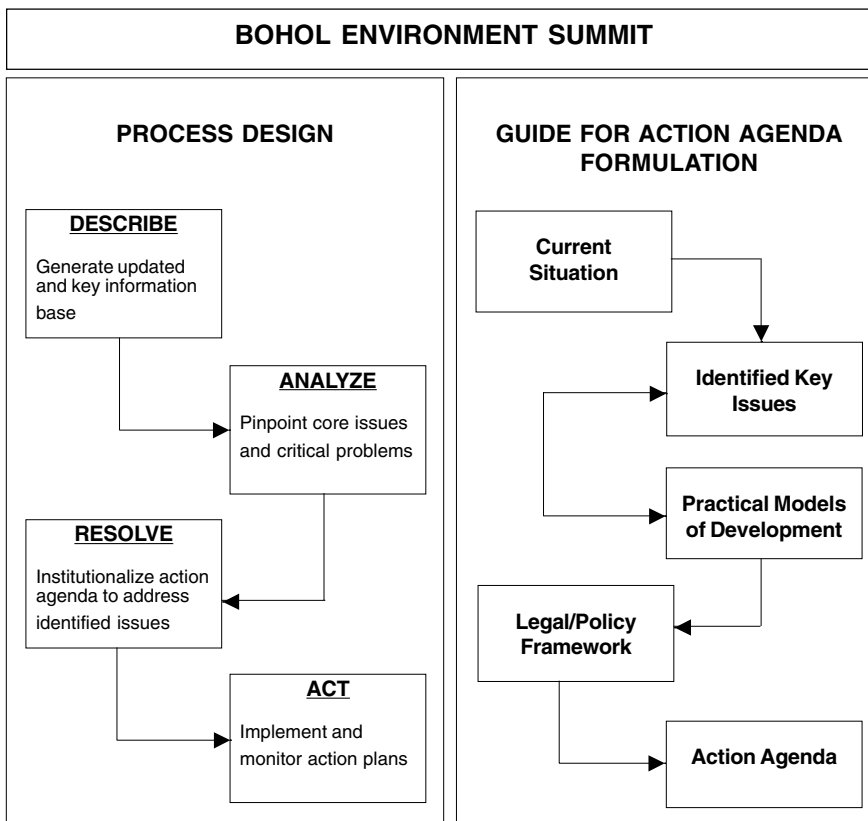 BOHOL ENVIRONMENT SUMMIT
PROCESS DESIGN
DESCRIBE
Generate updated
and key information
base
ANALYZE
Pinpoint core issues
and critical problems
RESOLVE
Institutionalize action
agenda to address
identified issues
ACT
Implement and
monitor action plans
GUIDE FOR ACTION AGENDA
FORMULATION
Current
Situation
Identified Key
Issues
Practical Models
of Development
Legal/Policy
Framework
Action Agenda